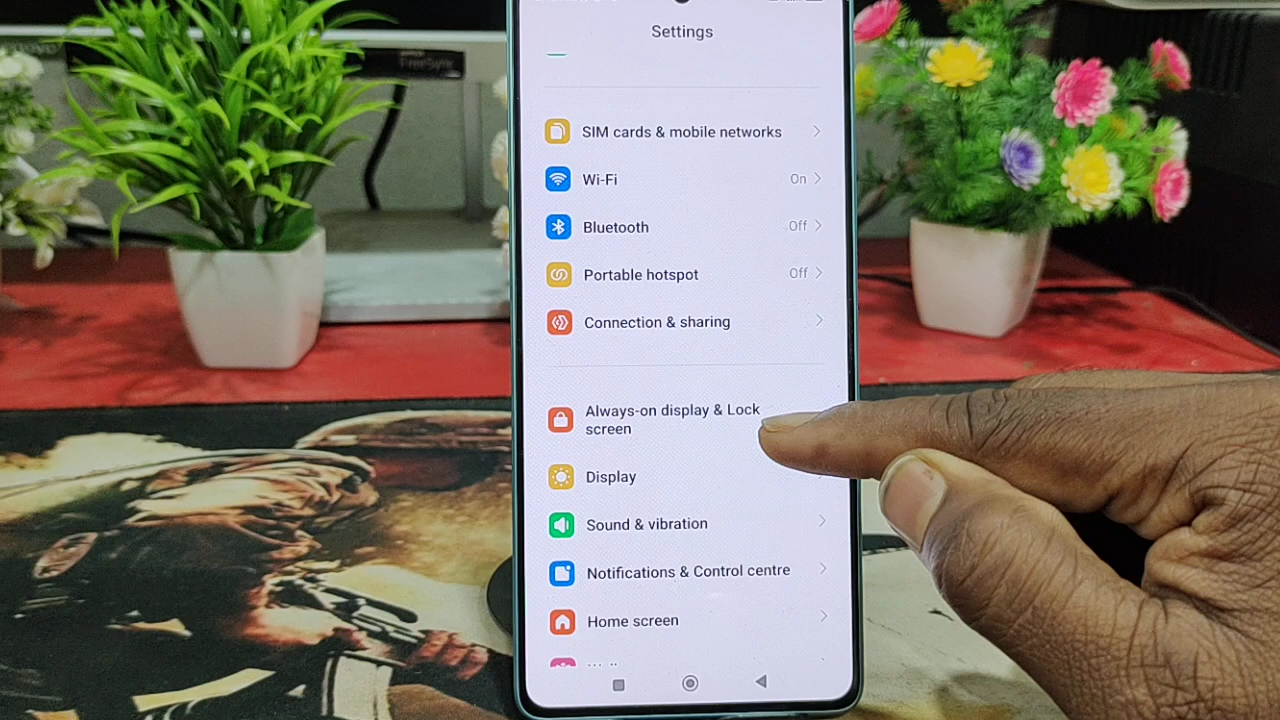 FreeSync
Settings
SIM cards & mobile networks
Wi-Fi
On
Bluetooth
Off
Portable hotspot
Off
Connection & sharing
Always-on display & Lock
screen
Display
Sound & vibration
Notifications & Control centre
Home screen